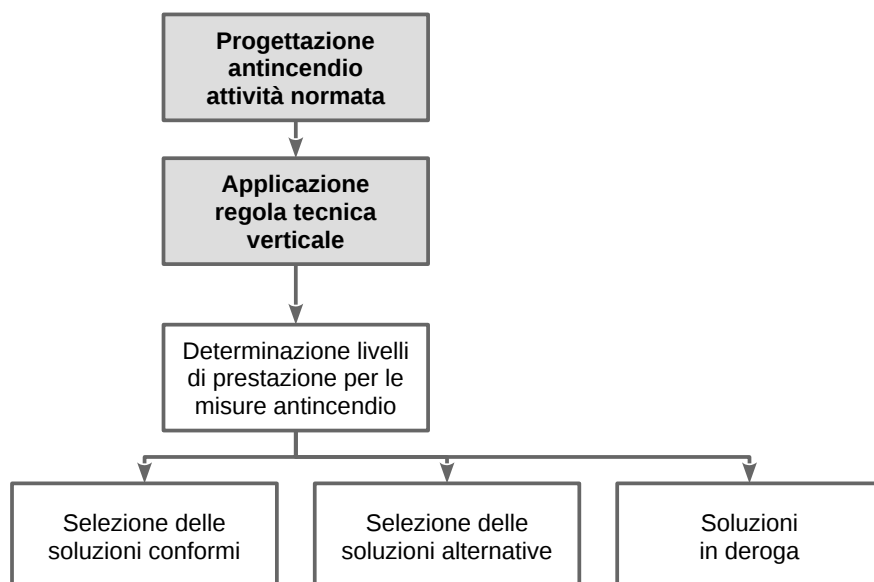 Progettazione
antincendio
attività normata
Applicazione
regola tecnica
verticale
Determinazione livelli
di prestazione per le
misure antincendio
Selezione delle
soluzioni conformi
Selezione delle
soluzioni alternative
Soluzioni
in deroga